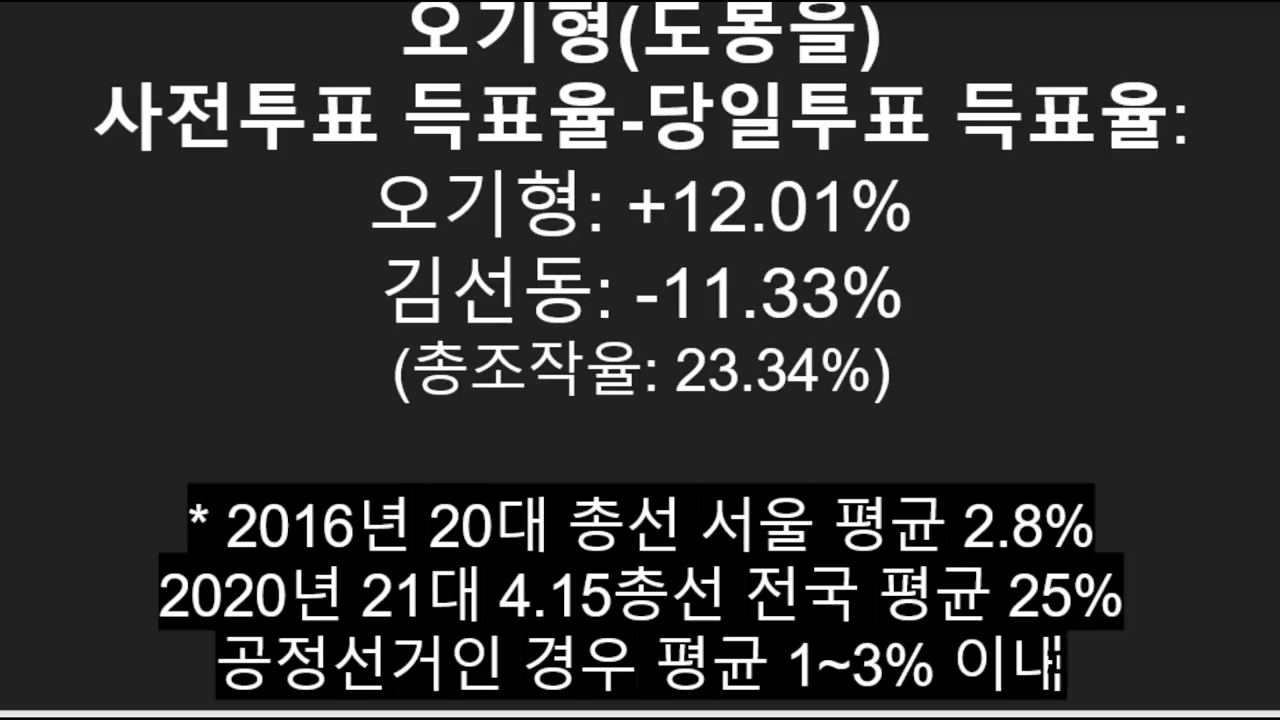 오기형(도봉을)
사전투표 득표율-당일투표 득표율:
오기형: +12.01%
김선동: -11.33%
(총조작율: 23.34%)
* 2016년 20대 총선 서울 평균 2.8%
2020년 21대 4.15총선 전국 평균 25%
공정선거인 경우 평균 1~3% 이내